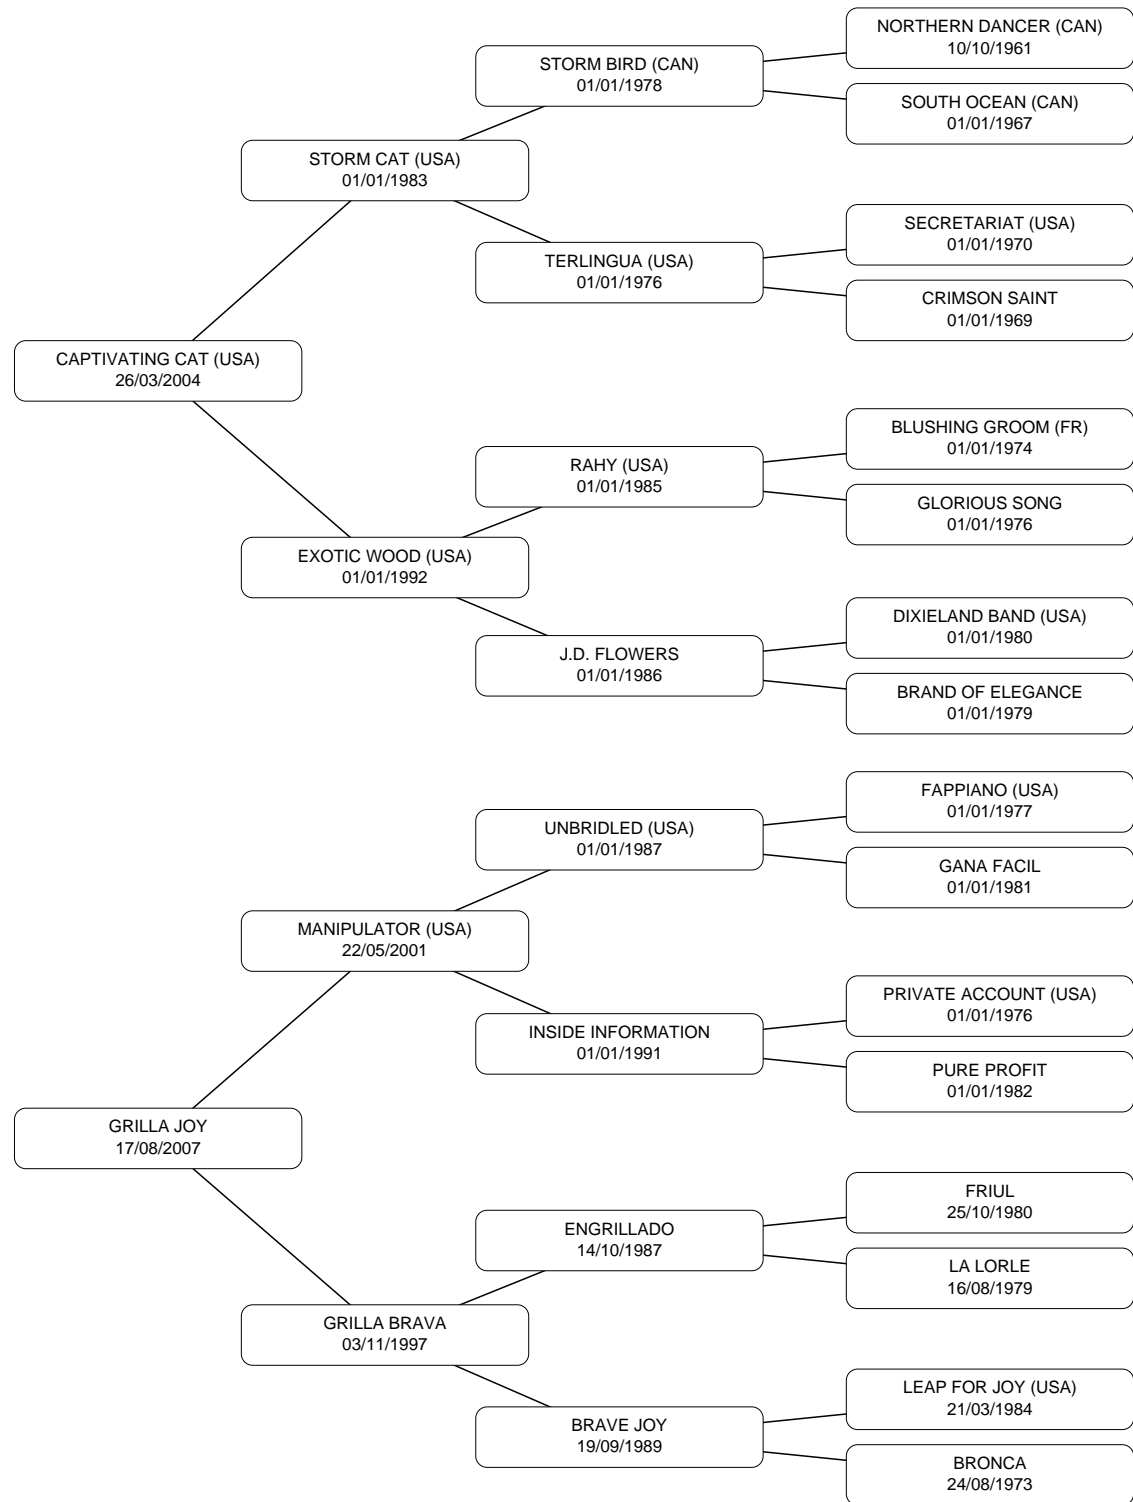 NORTHERN DANCER (CAN)
10/10/1961
STORM BIRD (CAN)
01/01/1978
SOUTH OCEAN (CAN)
01/01/1967
STORM CAT (USA)
01/01/1983
SECRETARIAT (USA)
01/01/1970
TERLINGUA (USA)
01/01/1976
CRIMSON SAINT
01/01/1969
CAPTIVATING CAT (USA)
26/03/2004
BLUSHING GROOM (FR)
01/01/1974
RAHY (USA)
01/01/1985
GLORIOUS SONG
01/01/1976
EXOTIC WOOD (USA)
01/01/1992
DIXIELAND BAND (USA)
01/01/1980
J.D. FLOWERS
01/01/1986
BRAND OF ELEGANCE
01/01/1979
FAPPIANO (USA)
01/01/1977
UNBRIDLED (USA)
01/01/1987
GANA FACIL
01/01/1981
MANIPULATOR (USA)
22/05/2001
PRIVATE ACCOUNT (USA)
01/01/1976
INSIDE INFORMATION
01/01/1991
PURE PROFIT
01/01/1982
GRILLA JOY
17/08/2007
FRIUL
25/10/1980
ENGRILLADO
14/10/1987
LA LORLE
16/08/1979
GRILLA BRAVA
03/11/1997
LEAP FOR JOY (USA)
21/03/1984
BRAVE JOY
19/09/1989
BRONCA
24/08/1973